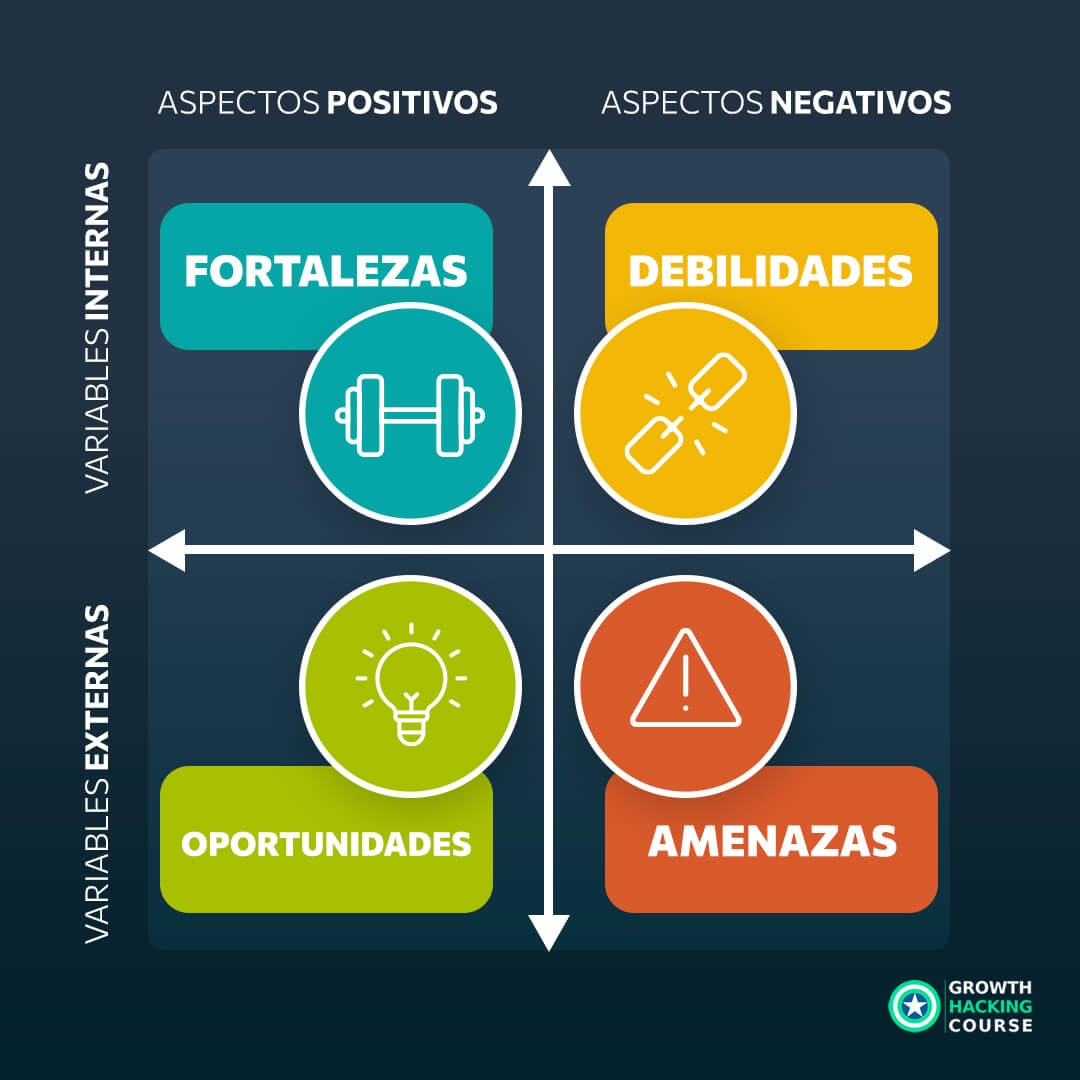 ASPECTOS POSITIVOS
ASPECTOS NEGATIVOS
VARIABLES INTERNAS
FORTALEZAS
DEBILIDADES
VARIABLES EXTERNAS
OPORTUNIDADES
AMENAZAS
GROWTH
HACKING
COURSE